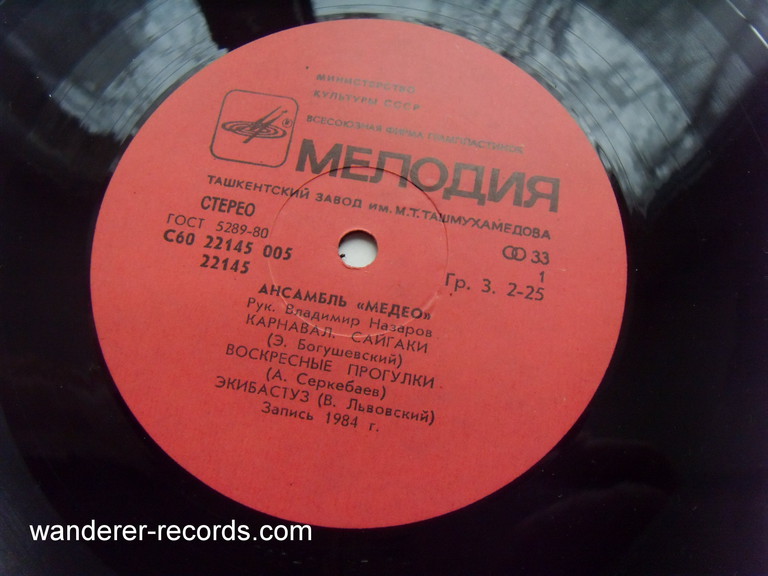 МИНИСТЕРСТВО
КУЛЬТУРЫ СССР
ВСЕСОЮЗНАЯ ФИРМА ГРАМПЛАСТИНОК
®
МЕЛОДИЯ
ТАШКЕНТСКИЙ ЗАВОД ИМ. М.Т. ТАШМУХАМЕДОВА
СТЕРЕО
ГОСТ 5289-80
С60 22145 005
22145
33
1
Гр. 3. 2-25
АНСАМБЛЬ «МЕДЕО»
Рук. Владимир Назаров
КАРНАВАЛ, САЙГАКИ
(Э. Богушевский)
ВОСКРЕСНЫЕ ПРОГУЛКИ
(А. Серкебаев)
ЭКИБАСТУЗ (В. Львовский)
Запись 1984 г.
wanderer-records.com